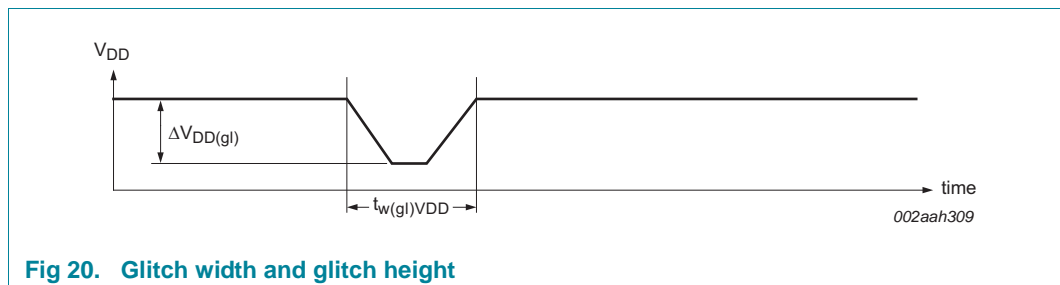 VDD
ΔVDD(gl)
time
tw(gl)VDD
002aah309
Fig 20. Glitch width and glitch height